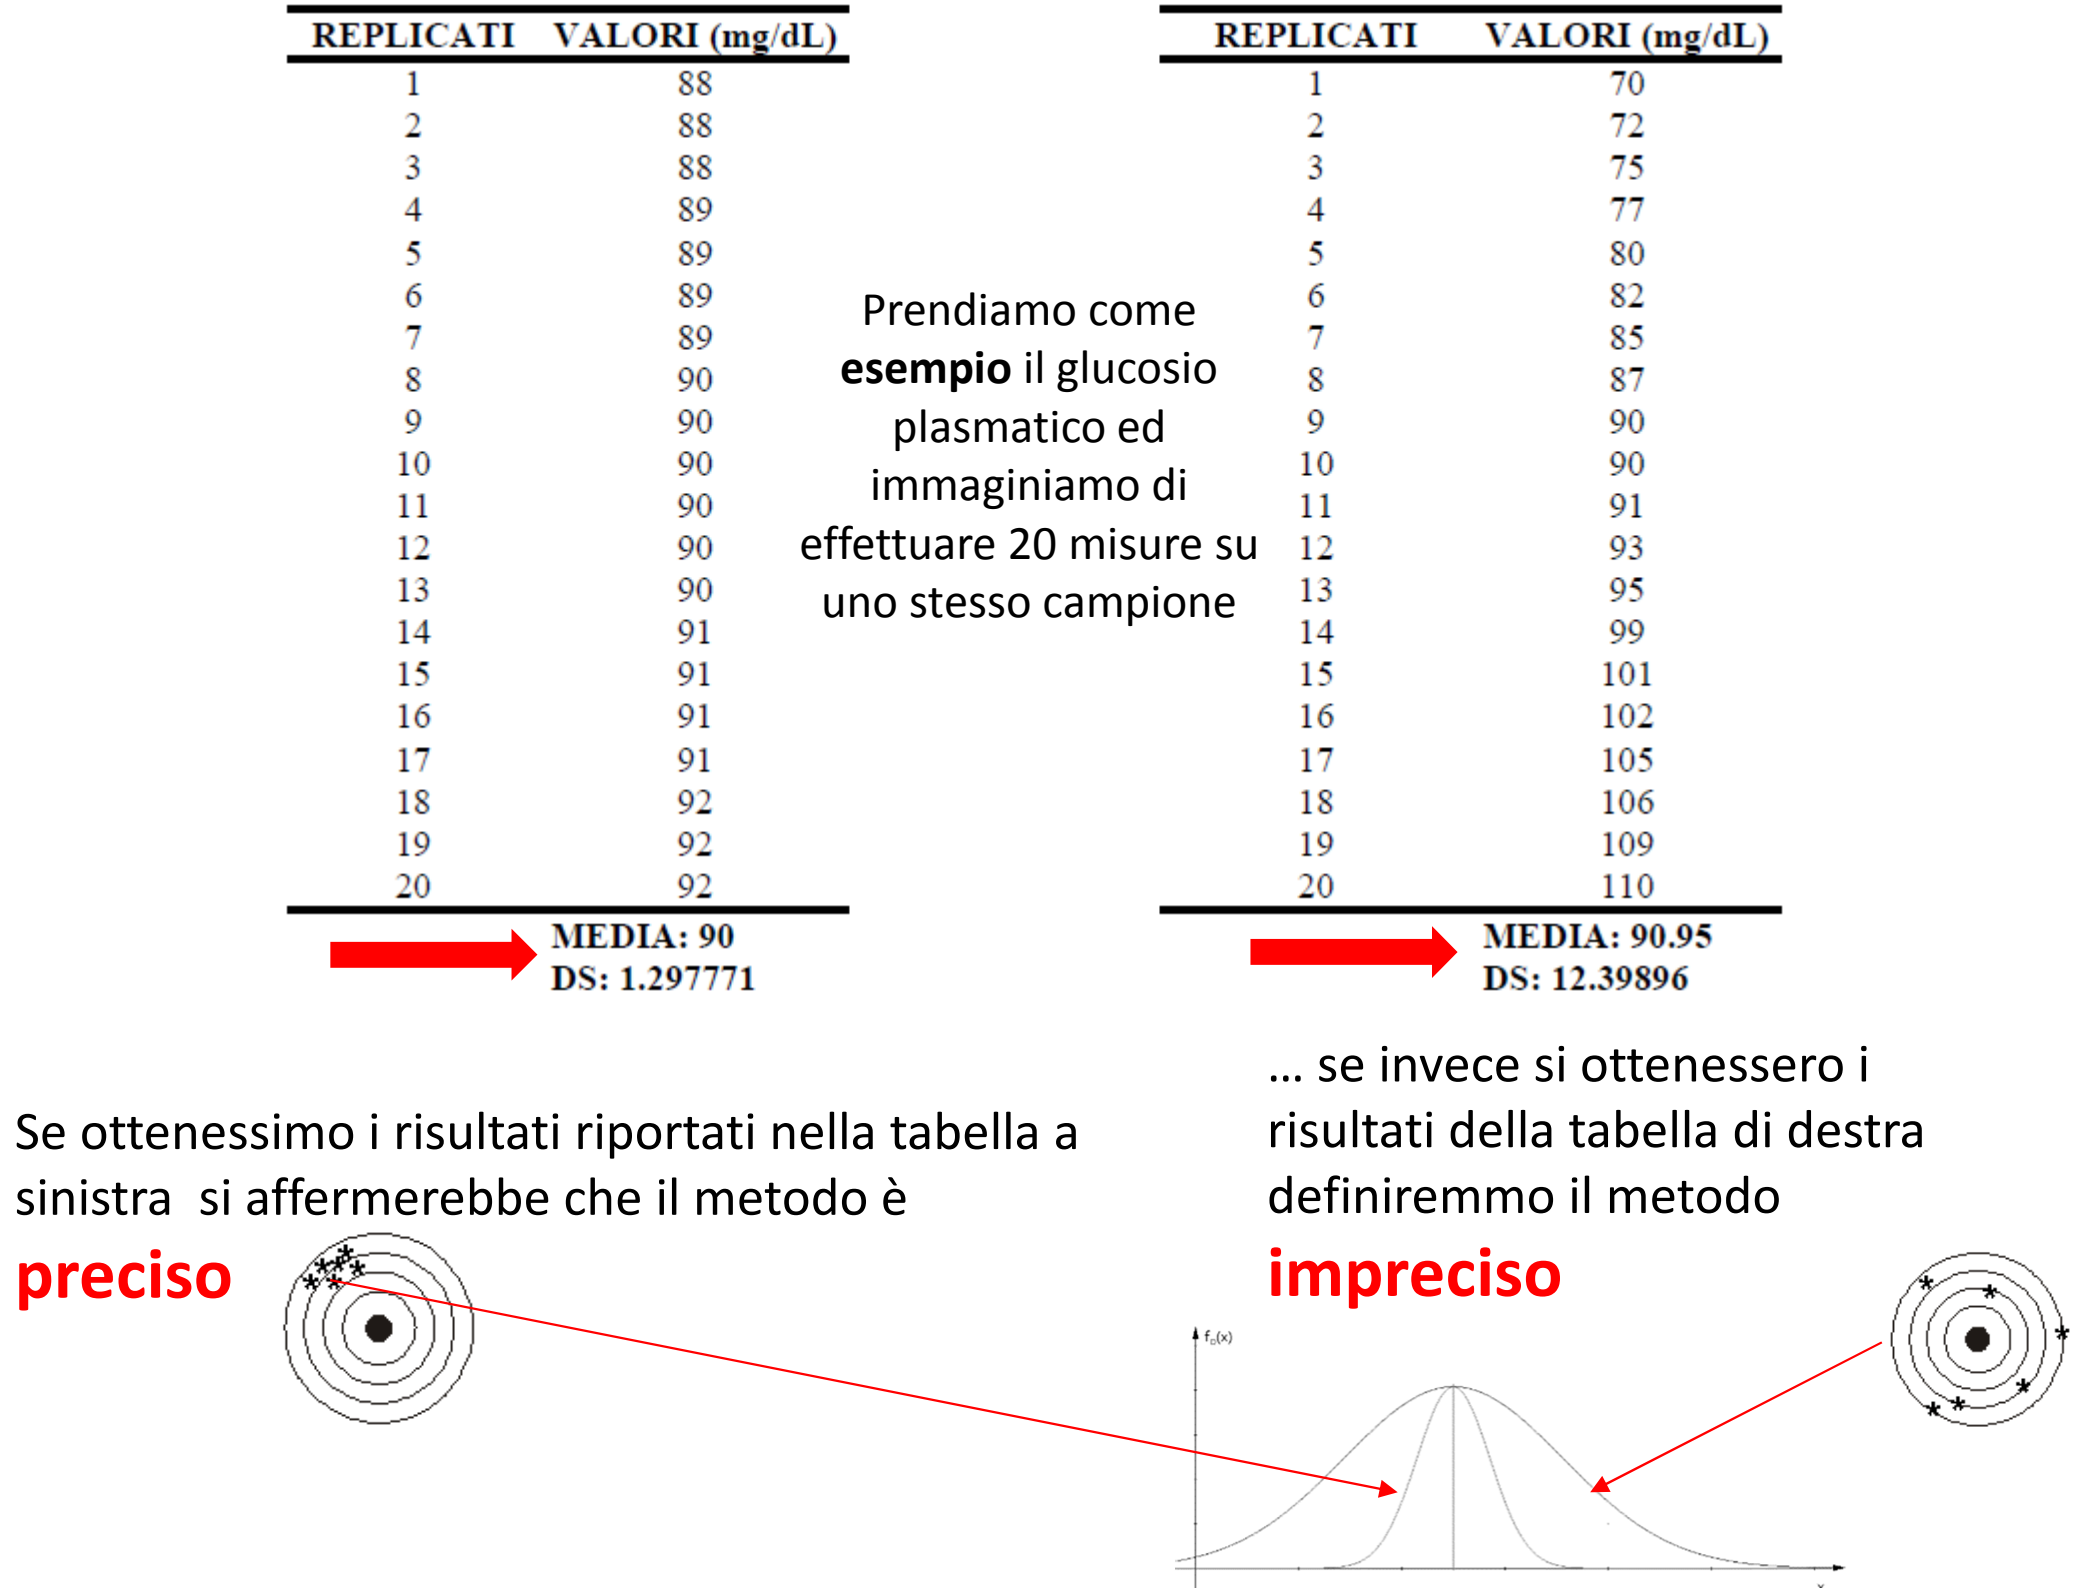 REPLICATI VALORI (mg/dL)
1 88
2 88
3 88
4 89
5 89
6 89
7 89
8 90
9 90
10 90
11 90
12 90
13 90
14 91
15 91
16 91
17 91
18 92
19 92
20 92
MEDIA: 90
DS: 1.297771
Prendiamo come
esempio il glucosio
plasmatico ed
immaginiamo di
effettuare 20 misure su
uno stesso campione
REPLICATI VALORI (mg/dL)
1 70
2 72
3 75
4 77
5 80
6 82
7 85
8 87
9 90
10 90
11 91
12 93
13 95
14 99
15 101
16 102
17 105
18 106
19 109
20 110
MEDIA: 90.95
DS: 12.39896
Se ottenessimo i risultati riportati nella tabella a
sinistra si affermerebbe che il metodo è
preciso
... se invece si ottenessero i
risultati della tabella di destra
definiremmo il metodo
impreciso